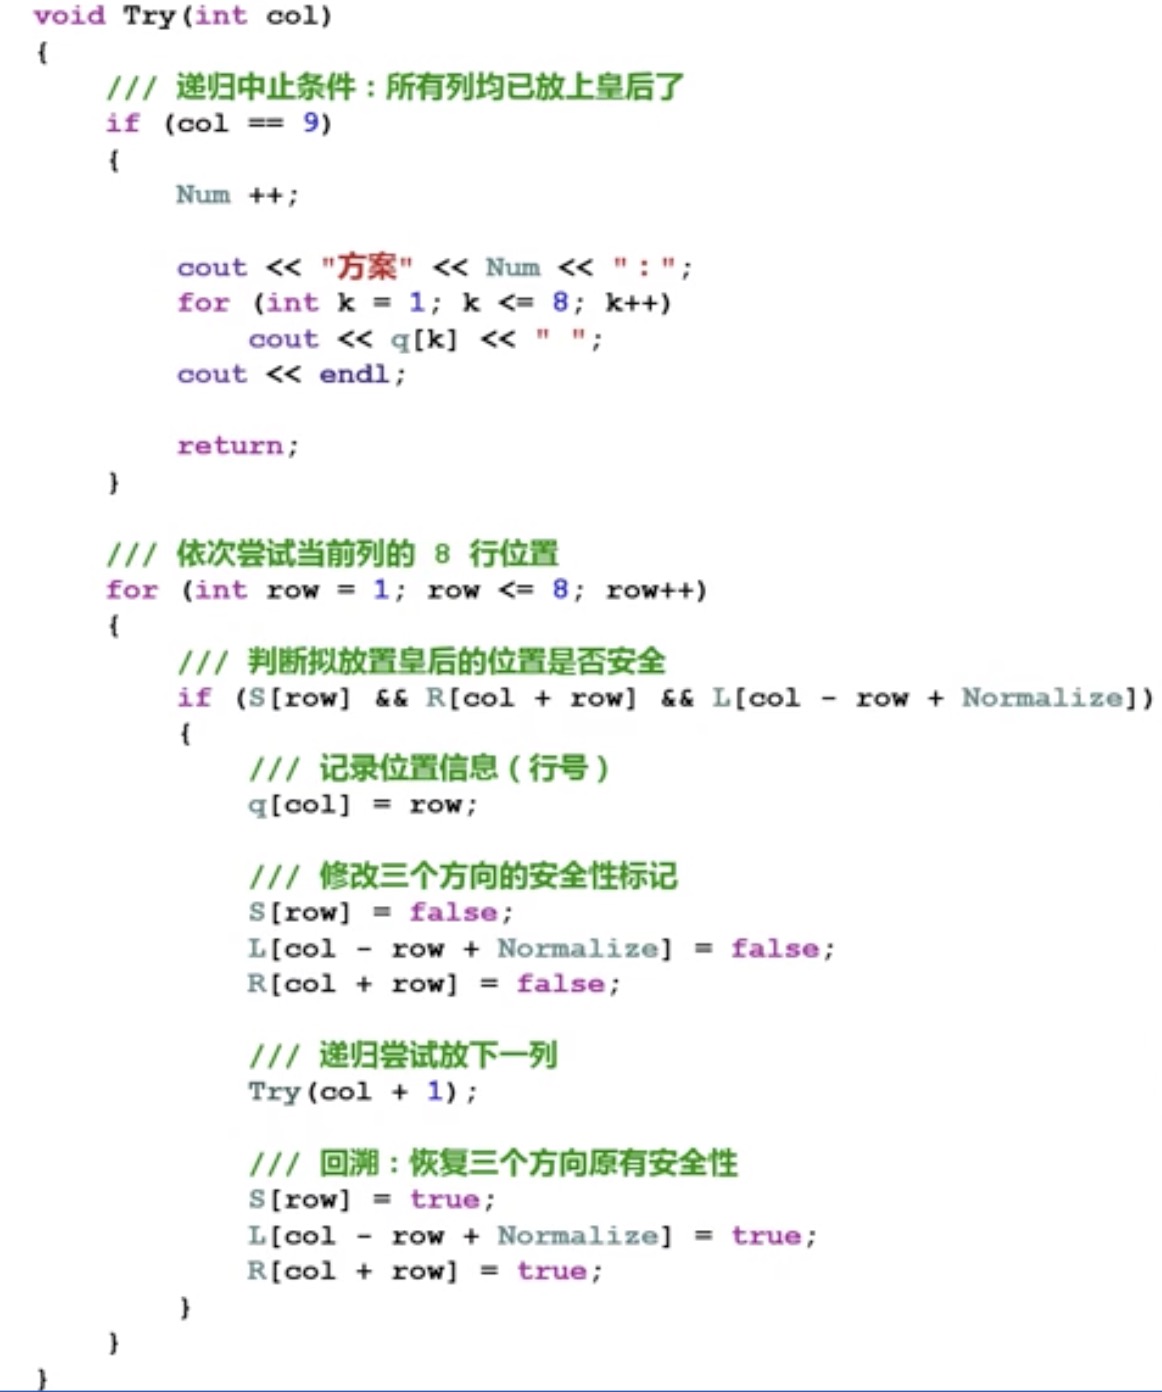 void Try(int col)
{
/// 递归中止条件：所有列均已放上皇后了
if (col == 9)
{
Num ++;
cout << "方案" << Num << ":";
for (int k = 1; k <= 8; k++)
cout << q[k] << " ";
cout << endl;
return;
}
/// 依次尝试当前列的 8 行位置
for (int row = 1; row <= 8; row++)
{
/// 判断拟放置皇后的位置是否安全
if (S[row] && R[col + row] && L[col - row + Normalize])
{
/// 记录位置信息（行号）
q[col] = row;
/// 修改三个方向的安全性标记
S[row] = false;
L[col - row + Normalize] = false;
R[col + row] = false;
/// 递归尝试放下一列
Try(col + 1);
/// 回溯：恢复三个方向原有安全性
S[row] = true;
L[col - row + Normalize] = true;
R[col + row] = true;
}
}
}